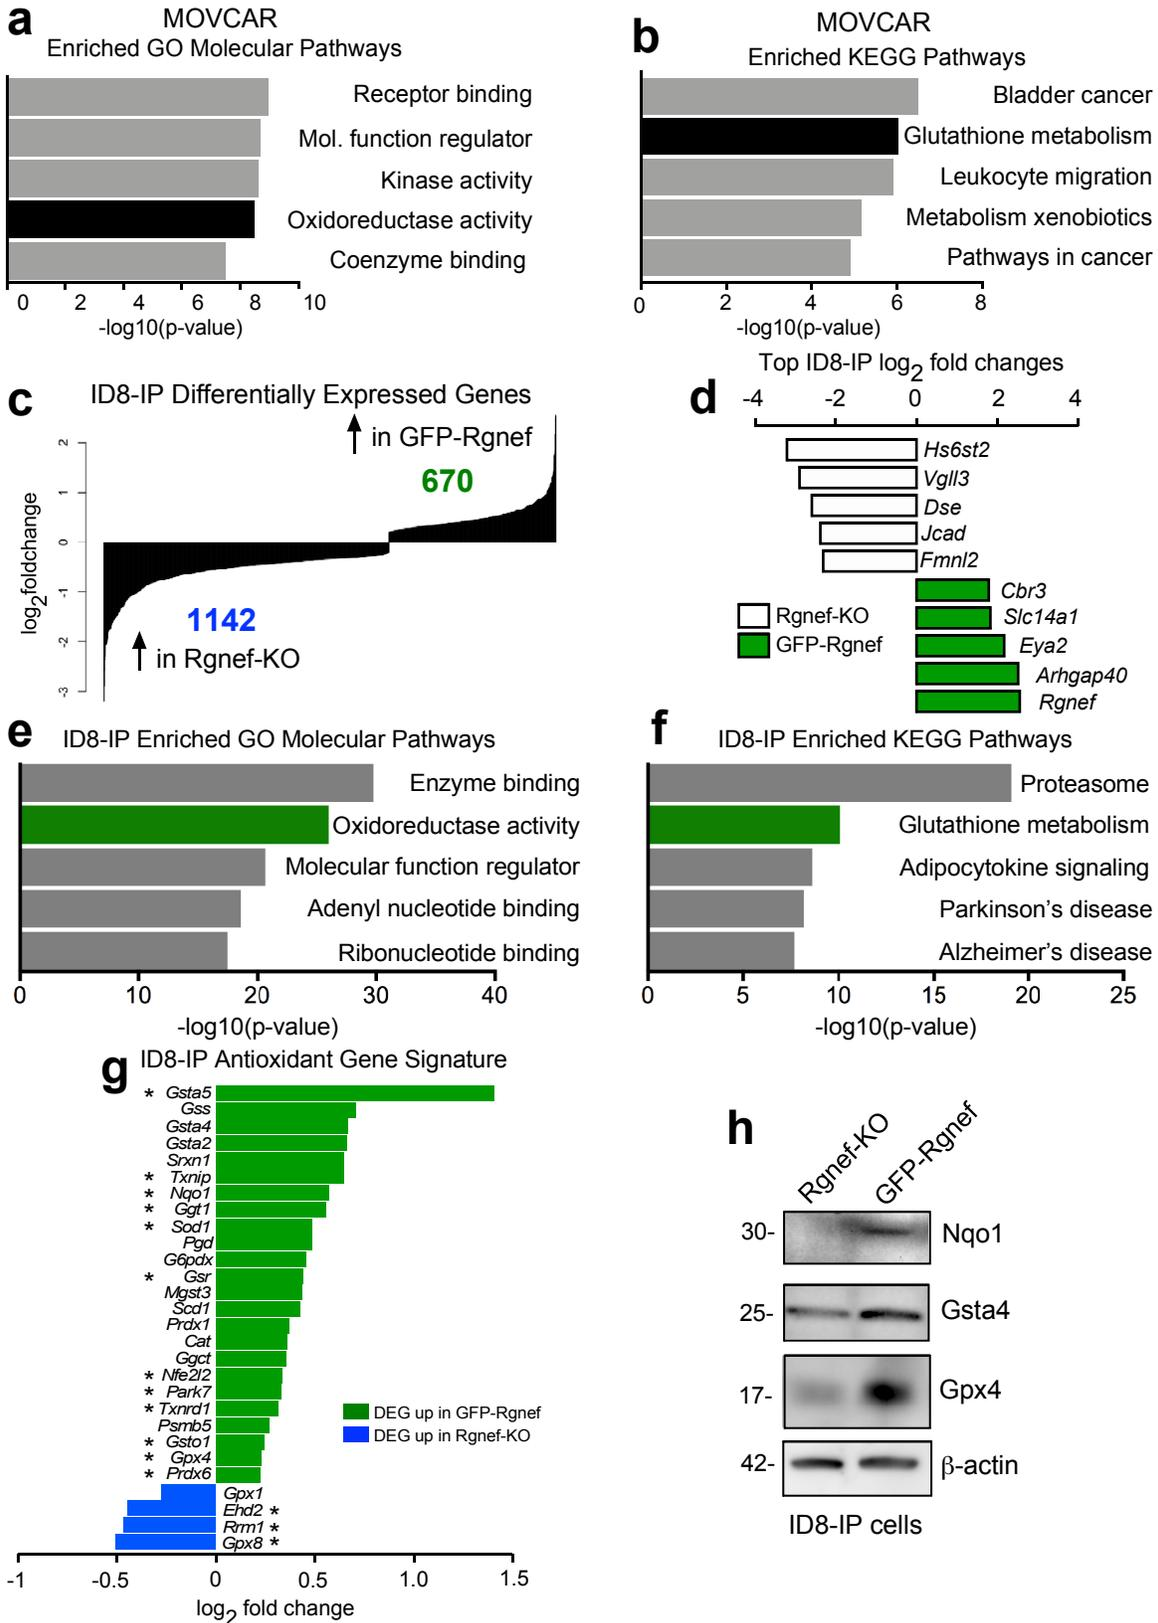 a
MOVCAR
Enriched GO Molecular Pathways
Receptor binding
Mol. function regulator
Kinase activity
Oxidoreductase activity
Coenzyme binding
0 2 4 6 8 10
-log10(p-value)
b
MOVCAR
Enriched KEGG Pathways
Bladder cancer
Glutathione metabolism
Leukocyte migration
Metabolism xenobiotics
Pathways in cancer
0 2 4 6 8
-log10(p-value)
c
ID8-IP Differentially Expressed Genes
in GFP-Rgnef
670
log2foldchange
2
1
0
-1
-2
-3
1142
in Rgnef-KO
d
Top ID8-IP log2 fold changes
-4 -2 0 2 4
Hs6st2
Vgll3
Dse
Jcad
Fmnl2
Cbr3
Slc14a1
Eya2
Arhgap40
Rgnef
Rgnef-KO
GFP-Rgnef
e
ID8-IP Enriched GO Molecular Pathways
Enzyme binding
Oxidoreductase activity
Molecular function regulator
Adenyl nucleotide binding
Ribonucleotide binding
0 10 20 30 40
-log10(p-value)
f
ID8-IP Enriched KEGG Pathways
Proteasome
Glutathione metabolism
Adipocytokine signaling
Parkinson's disease
Alzheimer's disease
0 5 10 15 20 25
-log10(p-value)
g
ID8-IP Antioxidant Gene Signature
* Gsta5
Gss
Gsta4
Gsta2
Srxn1
* Txnip
* Nqo1
* Ggt1
* Sod1
Pgd
G6pdx
* Gsr
Mgst3
Scd1
Prdx1
Cat
Ggct
* Nfe2l2
* Park7
* Txnrd1
Psmb5
* Gsto1
* Gpx4
* Prdx6
Gpx1
Ehd2 *
Rrm1 *
Gpx8 *
DEG up in GFP-Rgnef
DEG up in Rgnef-KO
-1 -0.5 0 0.5 1.0 1.5
log2 fold change
h
Rgnef-KO
GFP-Rgnef
30- Nqo1
25- Gsta4
17- Gpx4
42- β-actin
ID8-IP cells